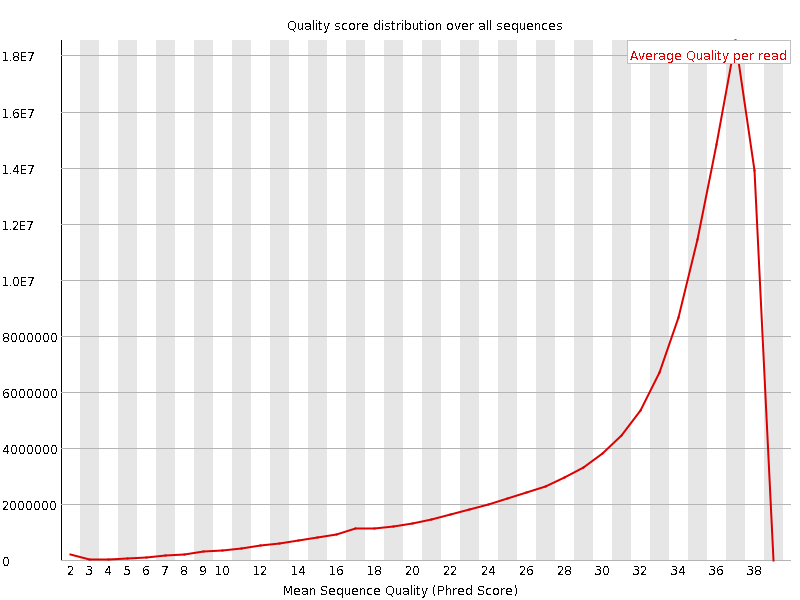 Quality score distribution over all sequences
Average Quality per read
1.8E7
1.6E7
1.4E7
1.2E7
1.0E7
8000000
6000000
4000000
2000000
0
2 3 4 5 6 7 8 9 10 12 14 16 18 20 22 24 26 28 30 32 34 36 38
Mean Sequence Quality (Phred Score)